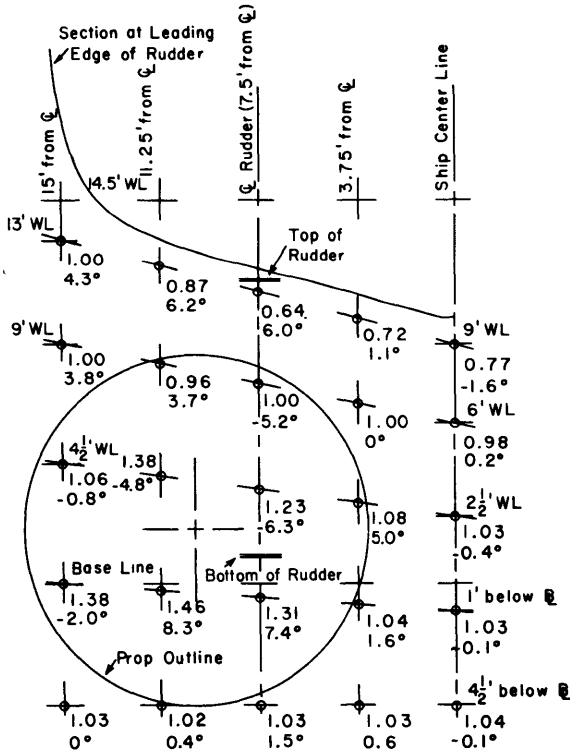 Section at Leading
Edge of Rudder
15' from ℄
11.25' from ℄
℄ Rudder (7.5' from ℄)
3.75' from ℄
Ship Center Line
14.5' WL
13' WL
Top of
Rudder
1.00
4.3°
0.87
6.2°
0.64
6.0°
0.72
1.1°
9' WL
9' WL
1.00
3.8°
0.96
3.7°
1.00
-5.2°
1.00
0°
0.77
-1.6°
6' WL
0.98
0.2°
4½' WL
1.06
-0.8°
1.38
-4.8°
1.23
-6.3°
1.08
5.0°
2½' WL
1.03
-0.4°
Base Line
Bottom of Rudder
1.38
-2.0°
1.46
8.3°
1.31
7.4°
1.04
1.6°
1' below BL
1.03
-0.1°
Prop Outline
4½' below BL
1.03
0°
1.02
0.4°
1.03
1.5°
1.03
0.6
1.04
-0.1°